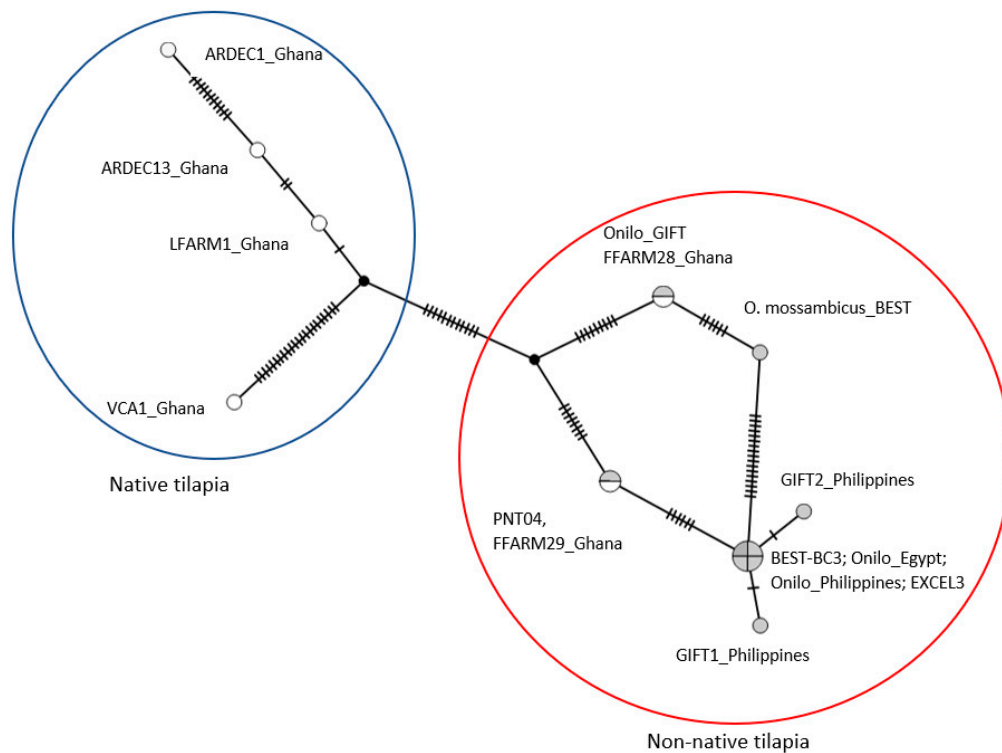 ARDEC1_Ghana
ARDEC13_Ghana
LFARM1_Ghana
VCA1_Ghana
Native tilapia
Onilo_GIFT
FFARM28_Ghana
O. mossambicus_BEST
GIFT2_Philippines
PNT04,
FFARM29_Ghana
BEST-BC3; Onilo_Egypt;
Onilo_Philippines; EXCEL3
GIFT1_Philippines
Non-native tilapia